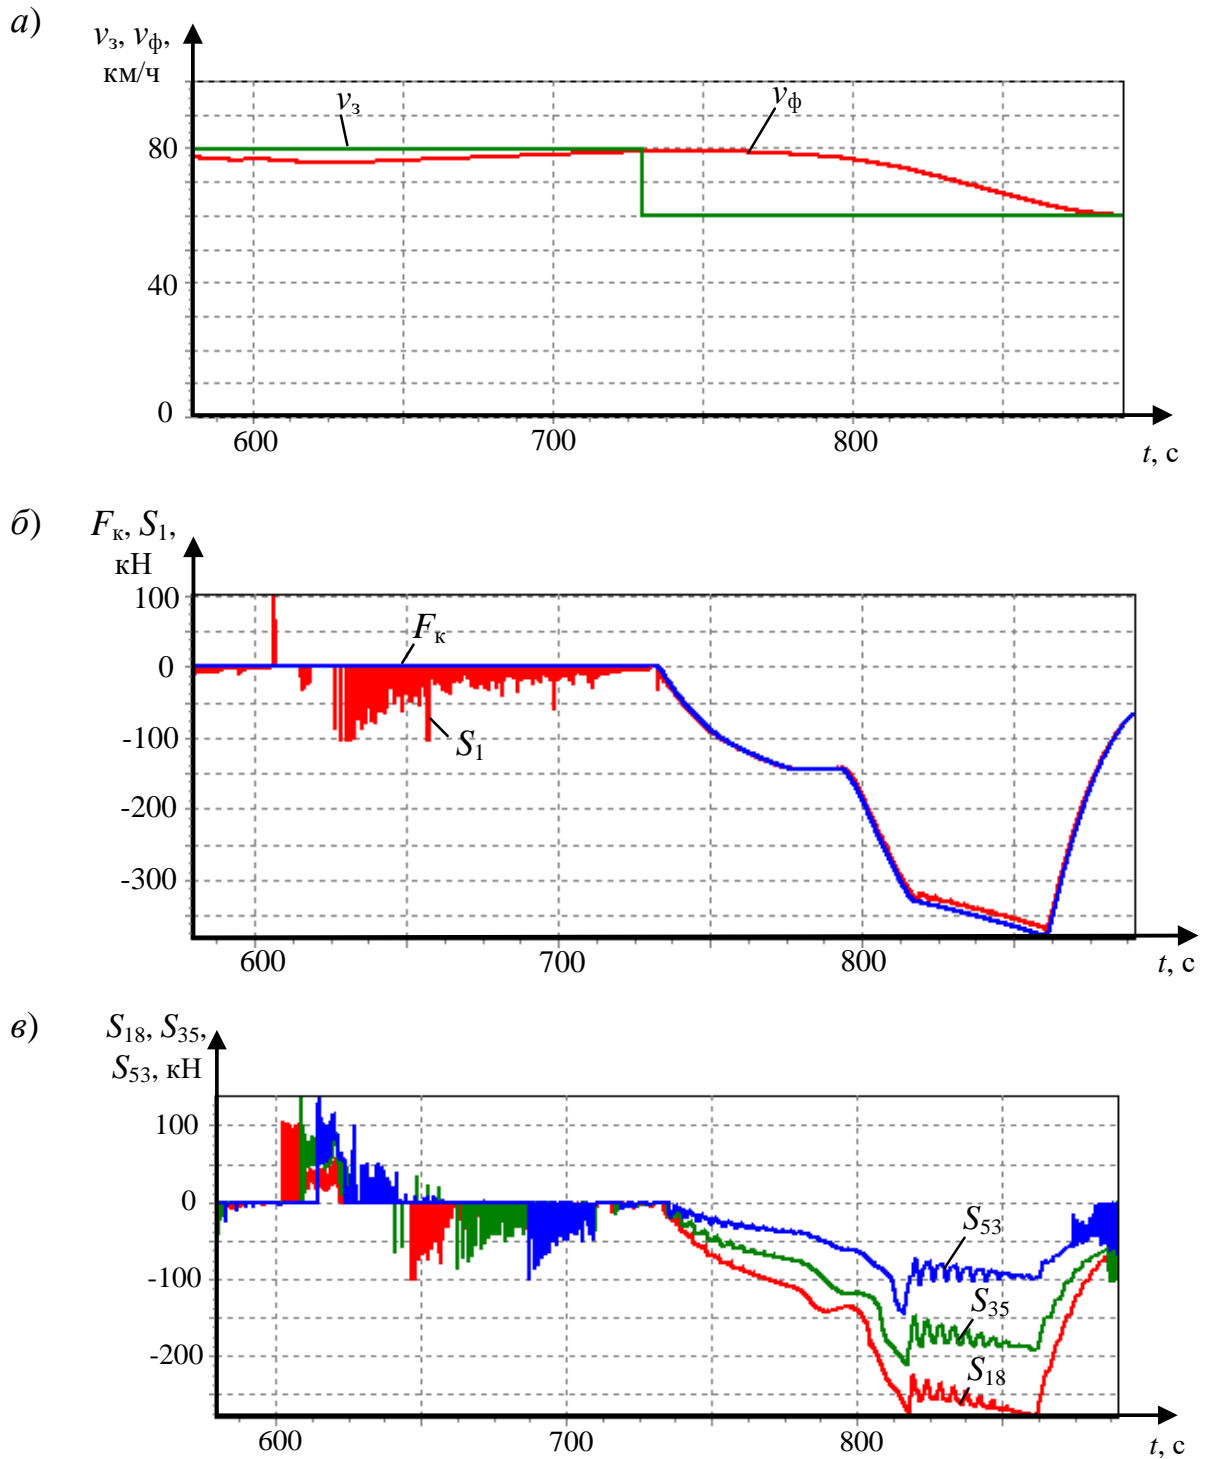 а)
vз, vф,
км/ч
vз
vф
80
40
0
600 700 800
t, с
б)
Fк, S1,
кН
100
Fк
0
-100
S1
-200
-300
600 700 800
t, с
в)
S18, S35,
S53, кН
100
0
S53
-100
S35
-200
S18
600 700 800
t, с